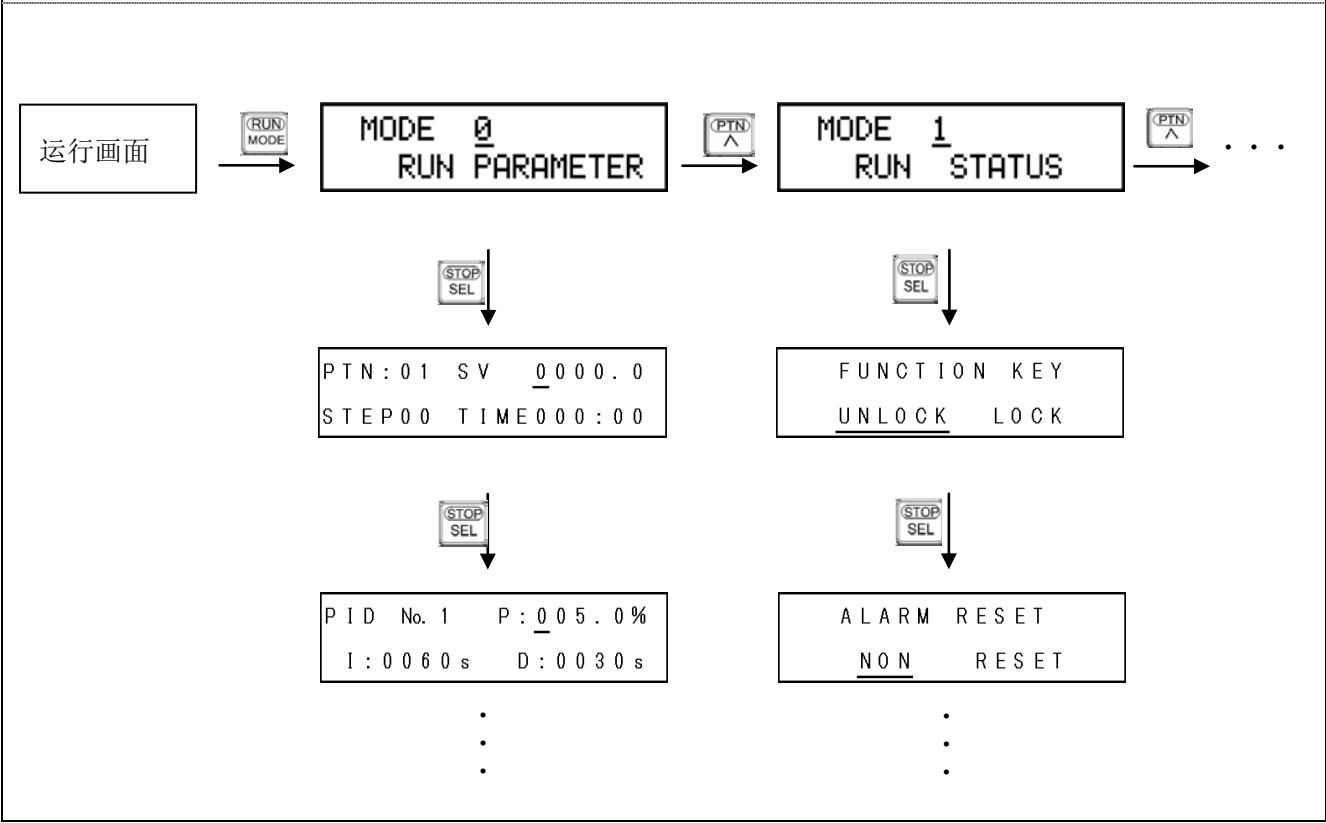 运行画面
RUN
MODE
MODE 0
RUN PARAMETER
PTN
MODE 1
RUN STATUS
PTN
. . .
STOP
SEL
STOP
SEL
PTN:01 SV 0000.0
STEP00 TIME000:00
FUNCTION KEY
UNLOCK LOCK
STOP
SEL
STOP
SEL
PID No.1 P:005.0%
I:0060s D:0030s
ALARM RESET
NON RESET